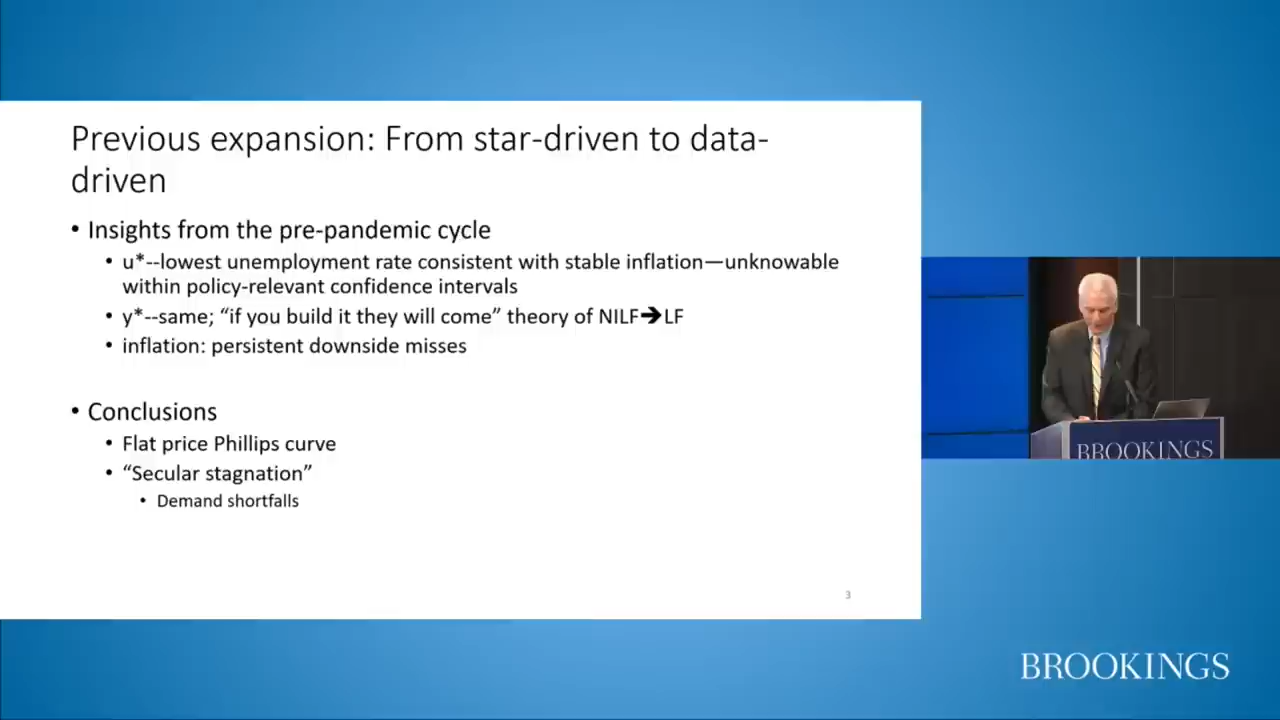 Previous expansion: From star-driven to data-
driven
• Insights from the pre-pandemic cycle
• u*--lowest unemployment rate consistent with stable inflation—unknowable
within policy-relevant confidence intervals
• y*--same; “if you build it they will come” theory of NILF➔LF
• inflation: persistent downside misses
• Conclusions
• Flat price Phillips curve
• “Secular stagnation”
• Demand shortfalls
3
BROOKINGS
BROOKINGS